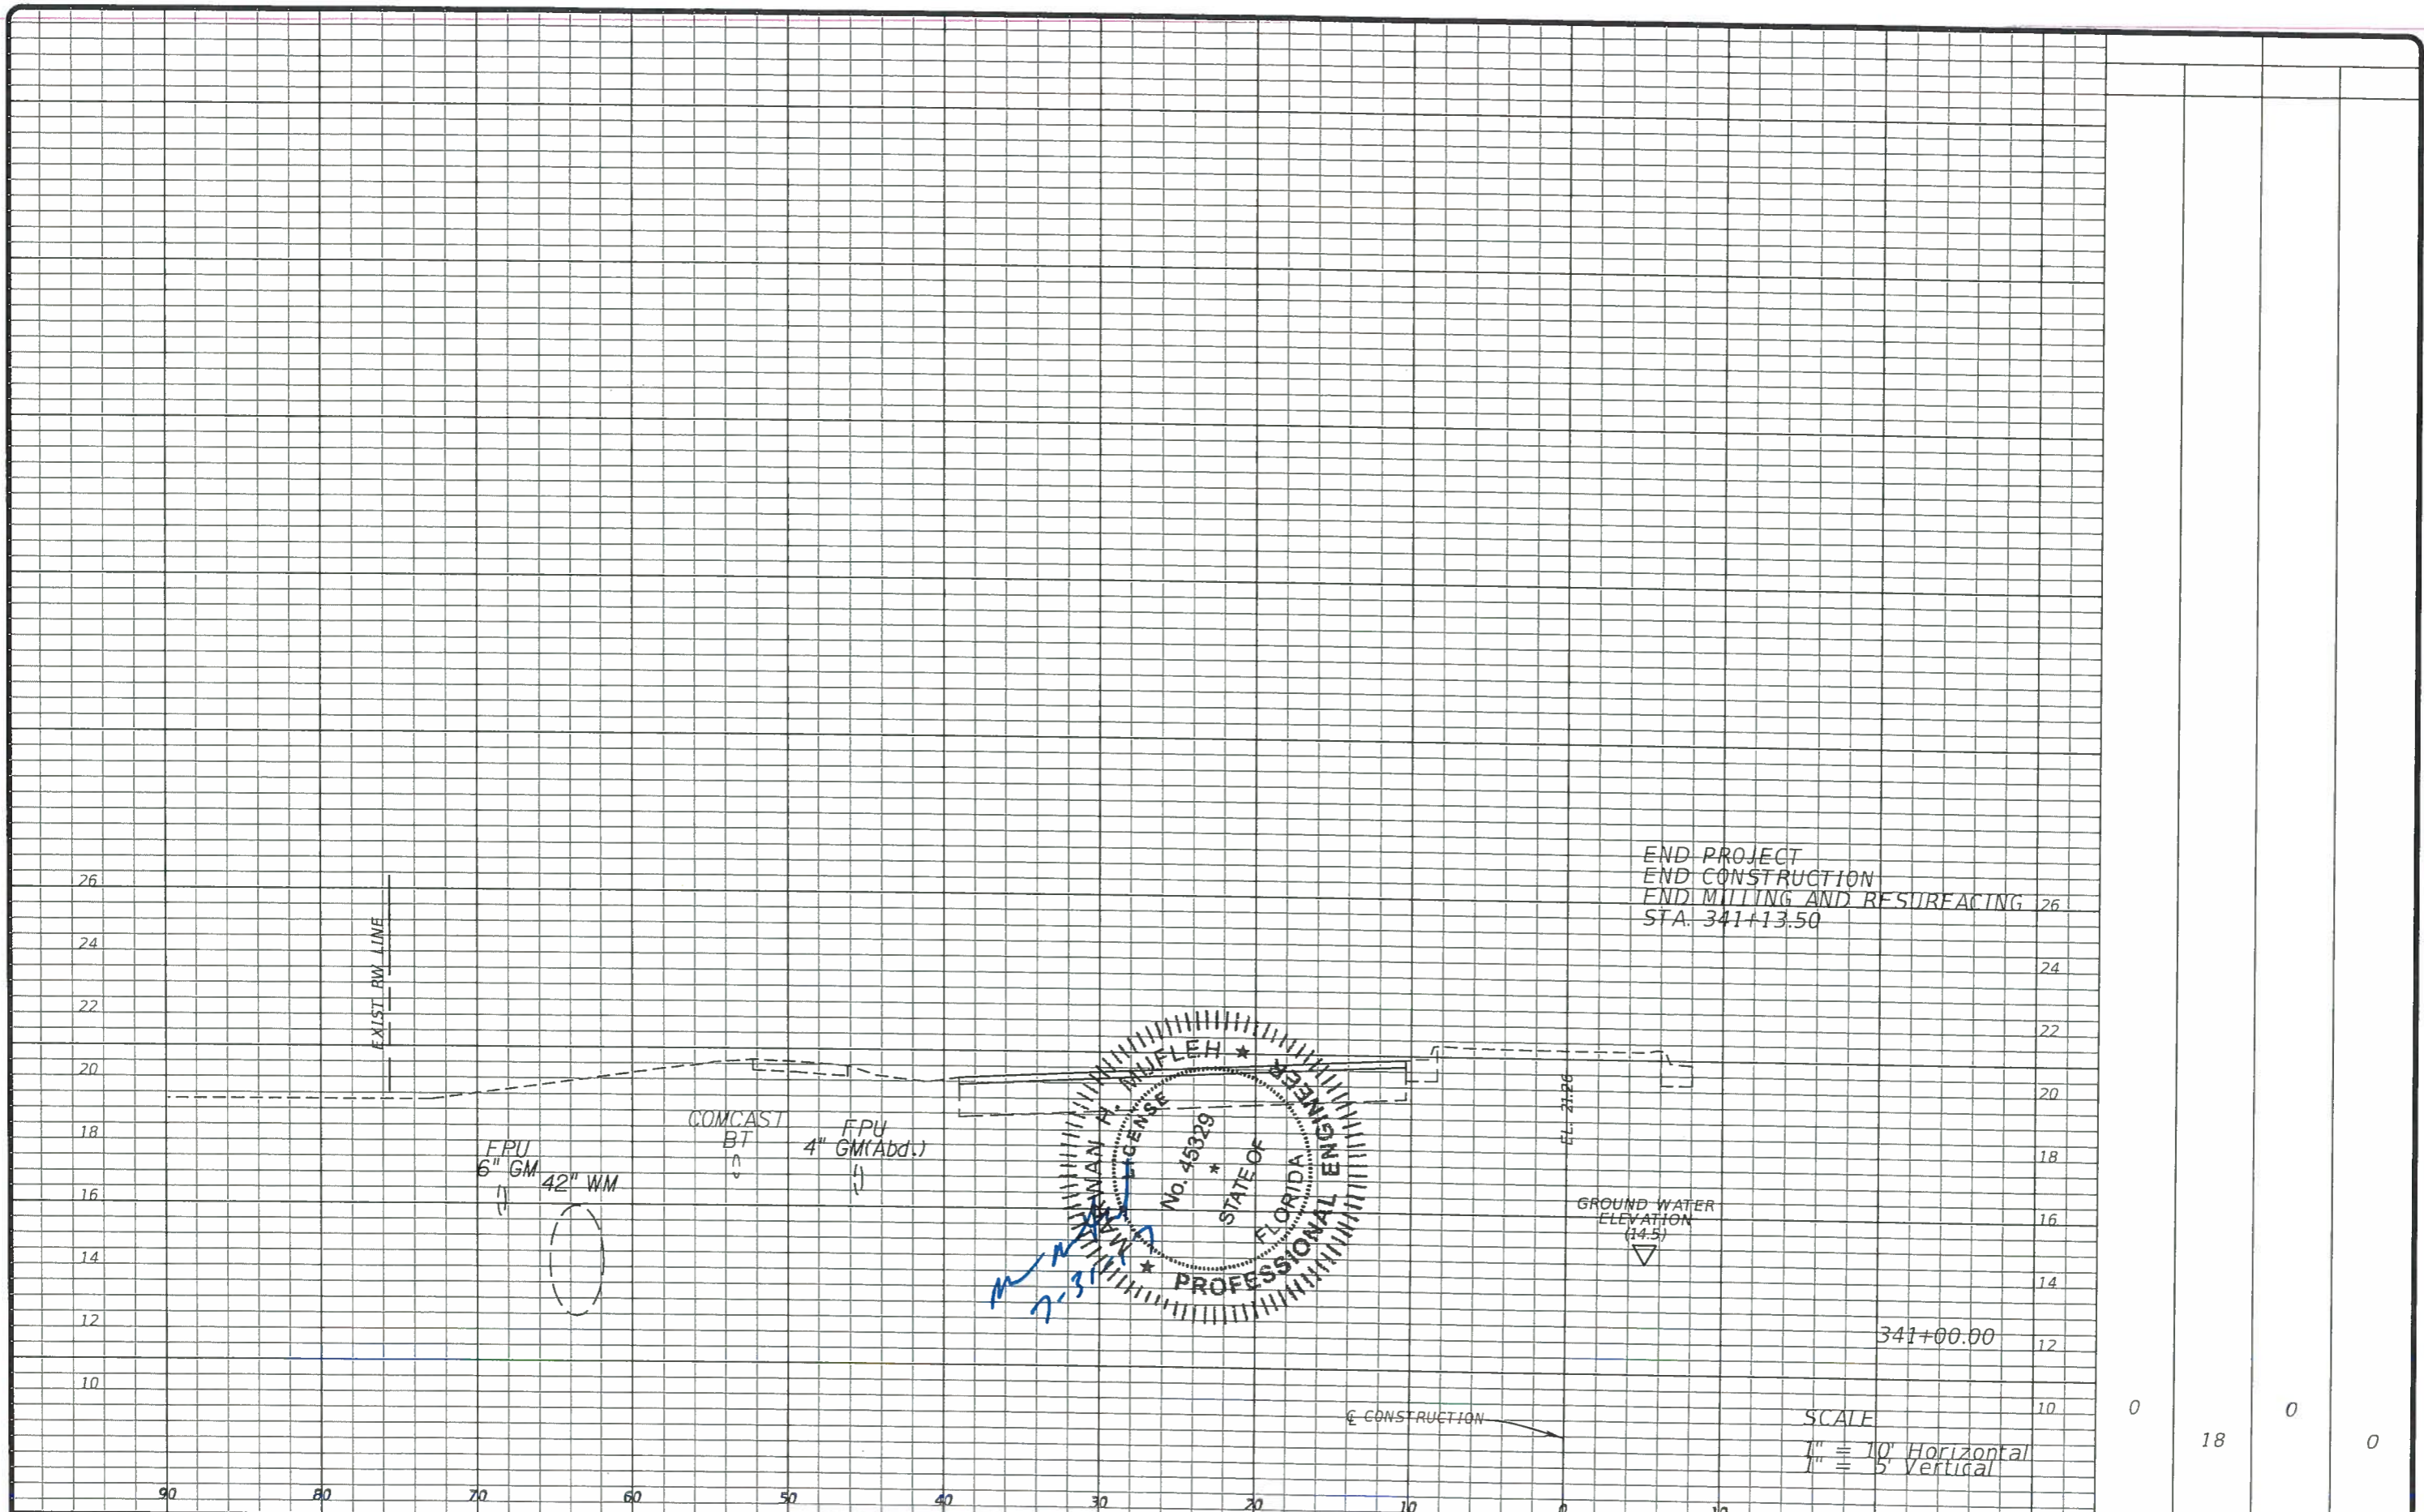 END PROJECT
END CONSTRUCTION
END MILLING AND RESURFACING
STA. 341+13.50
26
26
24
24
22
22
20
20
18
18
16
16
14
14
12
12
10
10
EXIST RW LINE
FPU
6" GM
42" WM
COMCAST
BT
FPU
4" GM(Abd.)
MARWAN H. MUFLEH
LICENSE
No. 45329
STATE OF
FLORIDA
PROFESSIONAL ENGINEER
EL. 21.26
GROUND WATER
ELEVATION
(14.5)
341+00.00
℄ CONSTRUCTION
SCALE
1" = 10' Horizontal
1" = 5' Vertical
0
18
0
0
90
80
70
60
50
40
30
20
10
0
10